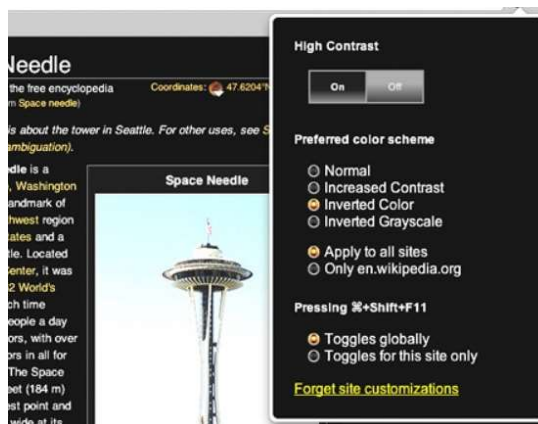 Needle
the free encyclopedia
Coordinates: 47.6204°N
m Space needle)
is about the tower in Seattle. For other uses, see S
ambiguation).
edle is a
, Washington
andmark of
hwest region
tates and a
tle. Located
Center, it was
2 World's
ch time
eople a day
ors, with over
ors in all for
The Space
eet (184 m)
est point and
wide at its
Space Needle
High Contrast
On Off
Preferred color scheme
Normal
Increased Contrast
Inverted Color
Inverted Grayscale
Apply to all sites
Only en.wikipedia.org
Pressing ⌘+Shift+F11
Toggles globally
Toggles for this site only
Forget site customizations